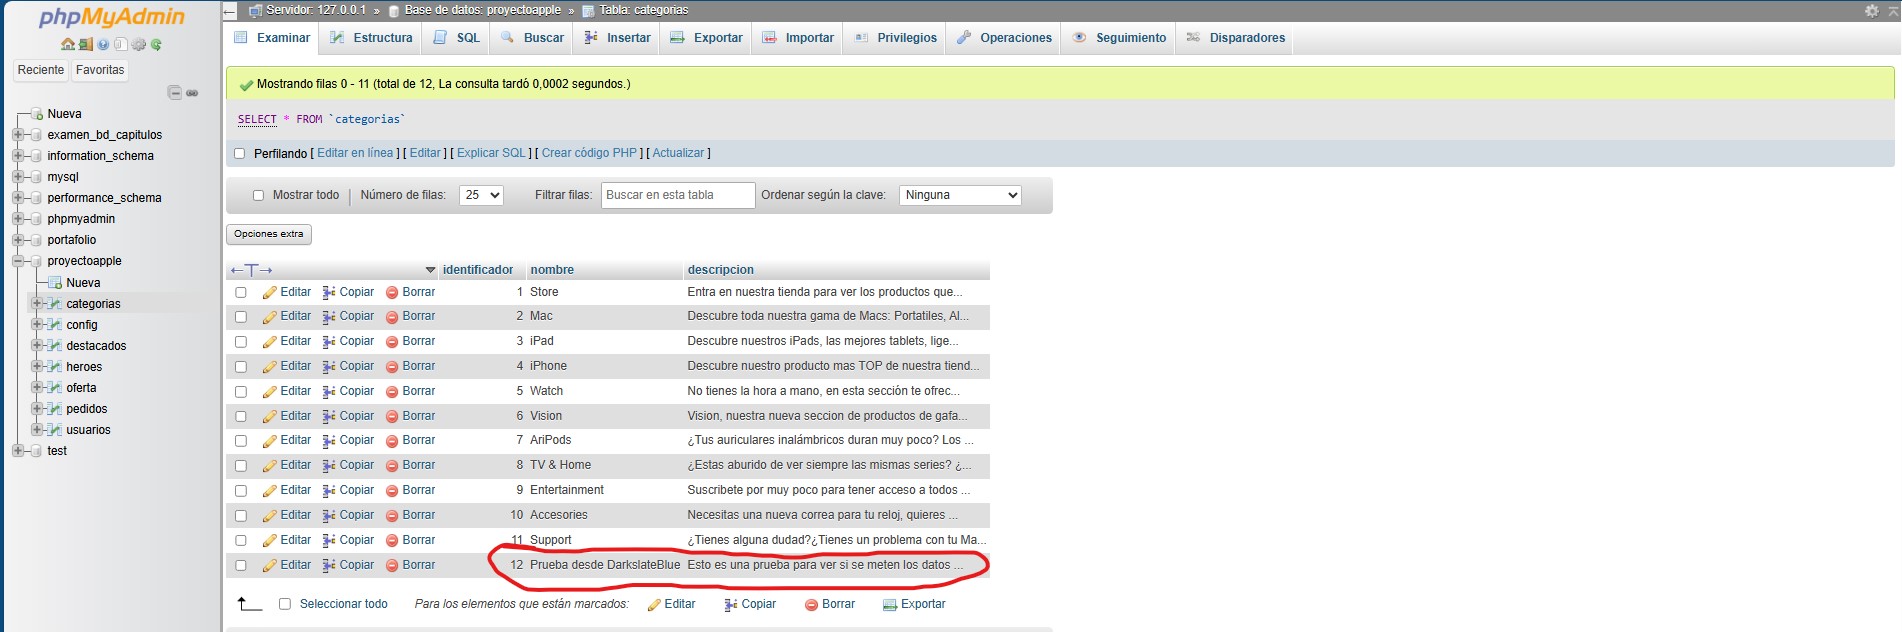 phpMyAdmin
Reciente Favoritas
Nueva
examen_bd_capitulos
information_schema
mysql
performance_schema
phpmyadmin
portafolio
proyectoapple
Nueva
categorias
config
destacados
heroes
oferta
pedidos
usuarios
test
Servidor: 127.0.0.1 » Base de datos: proyectoapple » Tabla: categorias
Examinar Estructura SQL Buscar Insertar Exportar Importar Privilegios Operaciones Seguimiento Disparadores
Mostrando filas 0 - 11 (total de 12, La consulta tardó 0,0002 segundos.)
SELECT * FROM `categorias`
Perfilando [ Editar en línea ] [ Editar ] [ Explicar SQL ] [ Crear código PHP ] [ Actualizar ]
Mostrar todo | Número de filas: 25 Filtrar filas: Buscar en esta tabla Ordenar según la clave: Ninguna
Opciones extra
←T→ identificador nombre descripcion
Editar Copiar Borrar 1 Store Entra en nuestra tienda para ver los productos que...
Editar Copiar Borrar 2 Mac Descubre toda nuestra gama de Macs: Portatiles, Al...
Editar Copiar Borrar 3 iPad Descubre nuestros iPads, las mejores tablets, lige...
Editar Copiar Borrar 4 iPhone Descubre nuestro producto mas TOP de nuestra tiend...
Editar Copiar Borrar 5 Watch No tienes la hora a mano, en esta sección te ofrec...
Editar Copiar Borrar 6 Vision Vision, nuestra nueva seccion de productos de gafa...
Editar Copiar Borrar 7 AriPods ¿Tus auriculares inalámbricos duran muy poco? Los ...
Editar Copiar Borrar 8 TV & Home ¿Estas aburido de ver siempre las mismas series? ¿...
Editar Copiar Borrar 9 Entertainment Suscribete por muy poco para tener acceso a todos ...
Editar Copiar Borrar 10 Accesories Necesitas una nueva correa para tu reloj, quieres ...
Editar Copiar Borrar 11 Support ¿Tienes alguna dudad?¿Tienes un problema con tu Ma...
Editar Copiar Borrar 12 Prueba desde DarkslateBlue Esto es una prueba para ver si se meten los datos ...
Seleccionar todo Para los elementos que están marcados: Editar Copiar Borrar Exportar